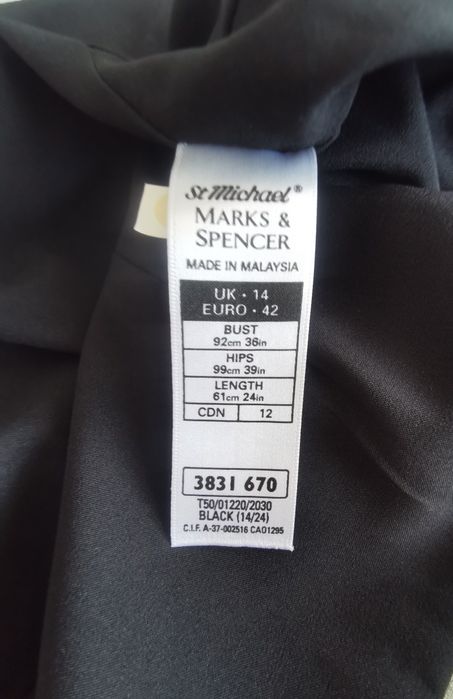 St Michael®
MARKS &
SPENCER
MADE IN MALAYSIA
UK · 14
EURO · 42
BUST
92cm 36in
HIPS
99cm 39in
LENGTH
61cm 24in
CDN 12
3831 670
T50/01220/2030
BLACK (14/24)
C.I.F. A-37-002516 CA01295